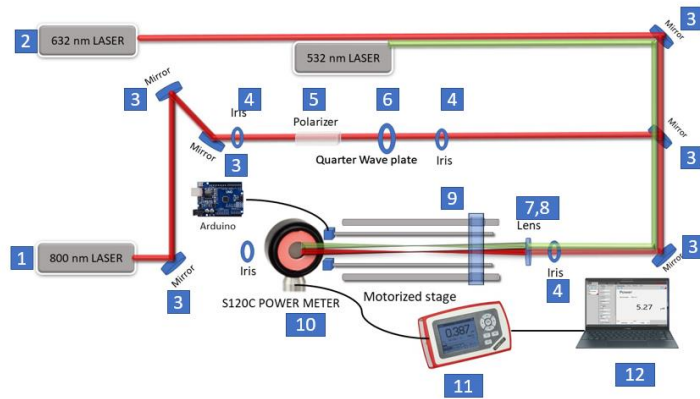 3
Mirror
2
632 nm LASER
532 nm LASER
Mirror
3
4
5
6
4
Iris
Polarizer
3
Mirror
Mirror
3
Quarter Wave plate
Iris
9
7,8
Lens
Arduino
3
1
800 nm LASER
Iris
Iris
Mirror
Mirror
3
4
S120C POWER METER
Motorized stage
10
0.387
Power
5.27
11
12